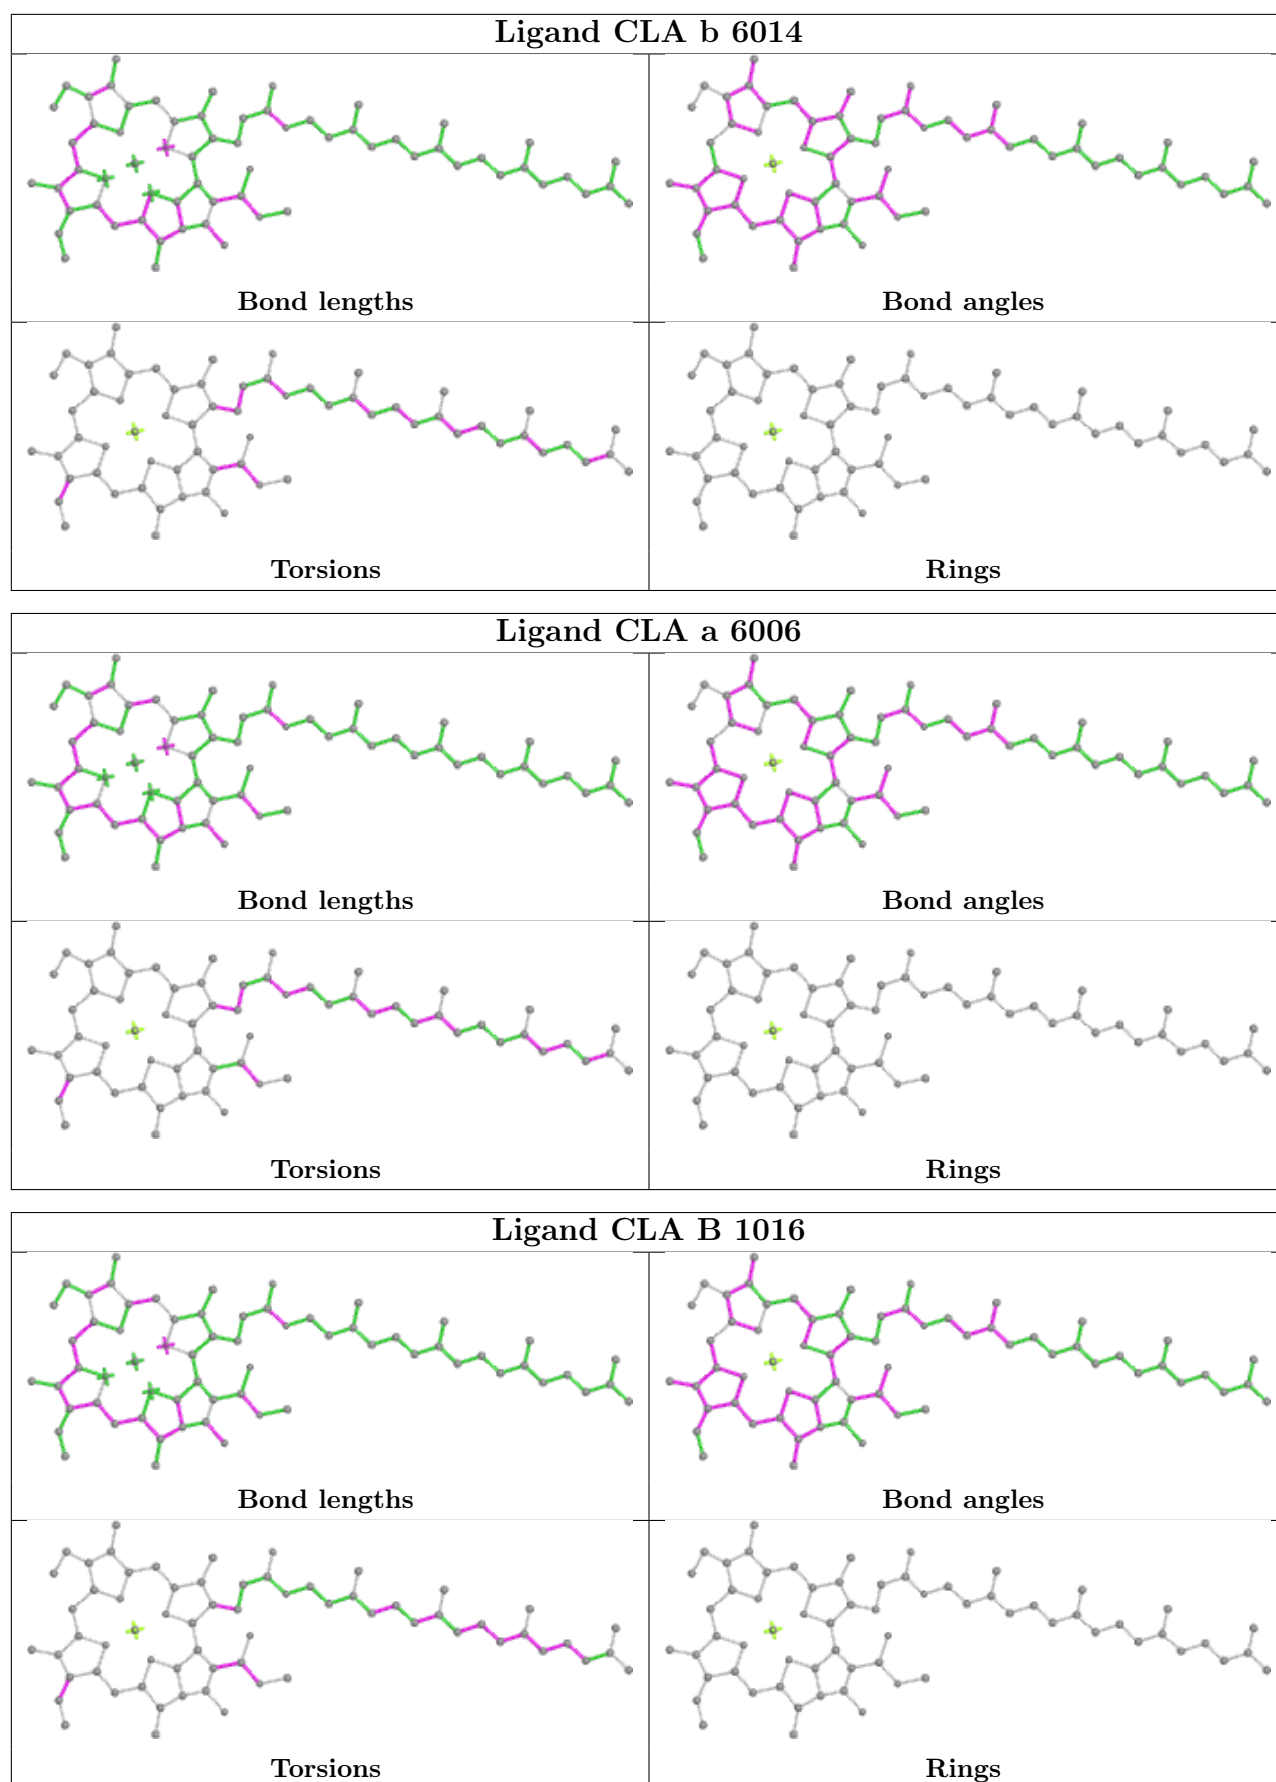 Ligand CLA b 6014
Bond lengths
Bond angles
Torsions
Rings
Ligand CLA a 6006
Bond lengths
Bond angles
Torsions
Rings
Ligand CLA B 1016
Bond lengths
Bond angles
Torsions
Rings